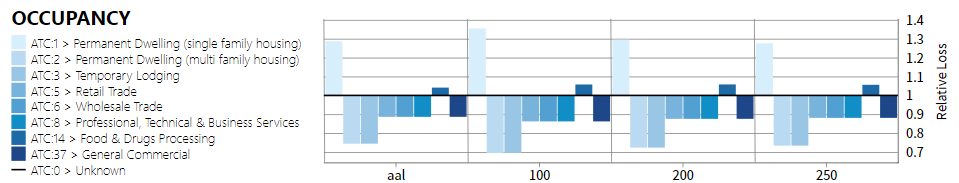 OCCUPANCY
ATC:1 > Permanent Dwelling (single family housing)
ATC:2 > Permanent Dwelling (multi family housing)
ATC:3 > Temporary Lodging
ATC:5 > Retail Trade
ATC:6 > Wholesale Trade
ATC:8 > Professional, Technical & Business Services
ATC:14 > Food & Drugs Processing
ATC:37 > General Commercial
ATC:0 > Unknown
1.4
1.3
1.2
1.1
1
0.9
0.8
0.7
Relative Loss
aal 100 200 250